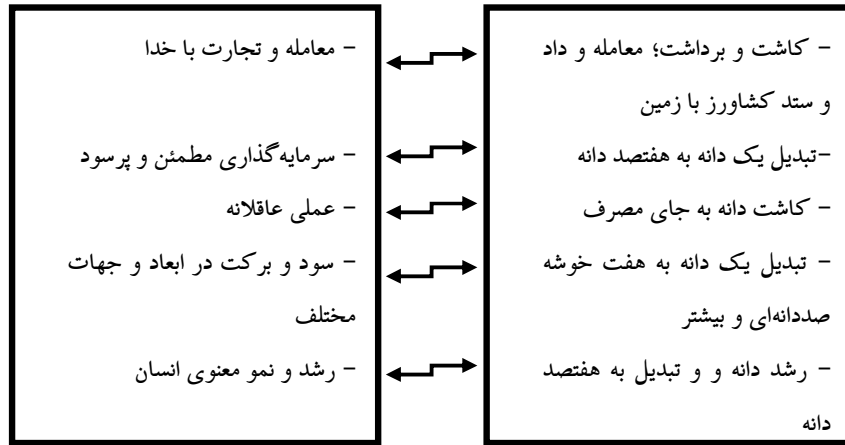 – کاشت و برداشت؛ معامله و داد
و ستد کشاورز با زمین
–تبدیل یک دانه به هفتصد دانه
– کاشت دانه به جای مصرف
– تبدیل یک دانه به هفت خوشه
صددانه‌ای و بیشتر
– رشد دانه و و تبدیل به هفتصد
دانه
– معامله و تجارت با خدا
– سرمایه‌گذاری مطمئن و پرسود
– عملی عاقلانه
– سود و برکت در ابعاد و جهات
مختلف
– رشد و نمو معنوی انسان